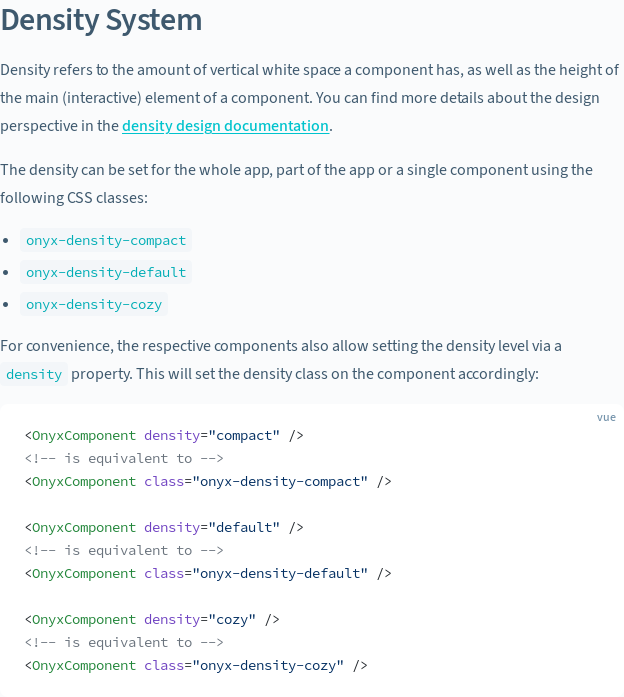 Density System
Density refers to the amount of vertical white space a component has, as well as the height of
the main (interactive) element of a component. You can find more details about the design
perspective in the density design documentation.
The density can be set for the whole app, part of the app or a single component using the
following CSS classes:
• onyx-density-compact
• onyx-density-default
• onyx-density-cozy
For convenience, the respective components also allow setting the density level via a
density property. This will set the density class on the component accordingly:
vue
<OnyxComponent density="compact" />
<!-- is equivalent to -->
<OnyxComponent class="onyx-density-compact" />
<OnyxComponent density="default" />
<!-- is equivalent to -->
<OnyxComponent class="onyx-density-default" />
<OnyxComponent density="cozy" />
<!-- is equivalent to -->
<OnyxComponent class="onyx-density-cozy" />